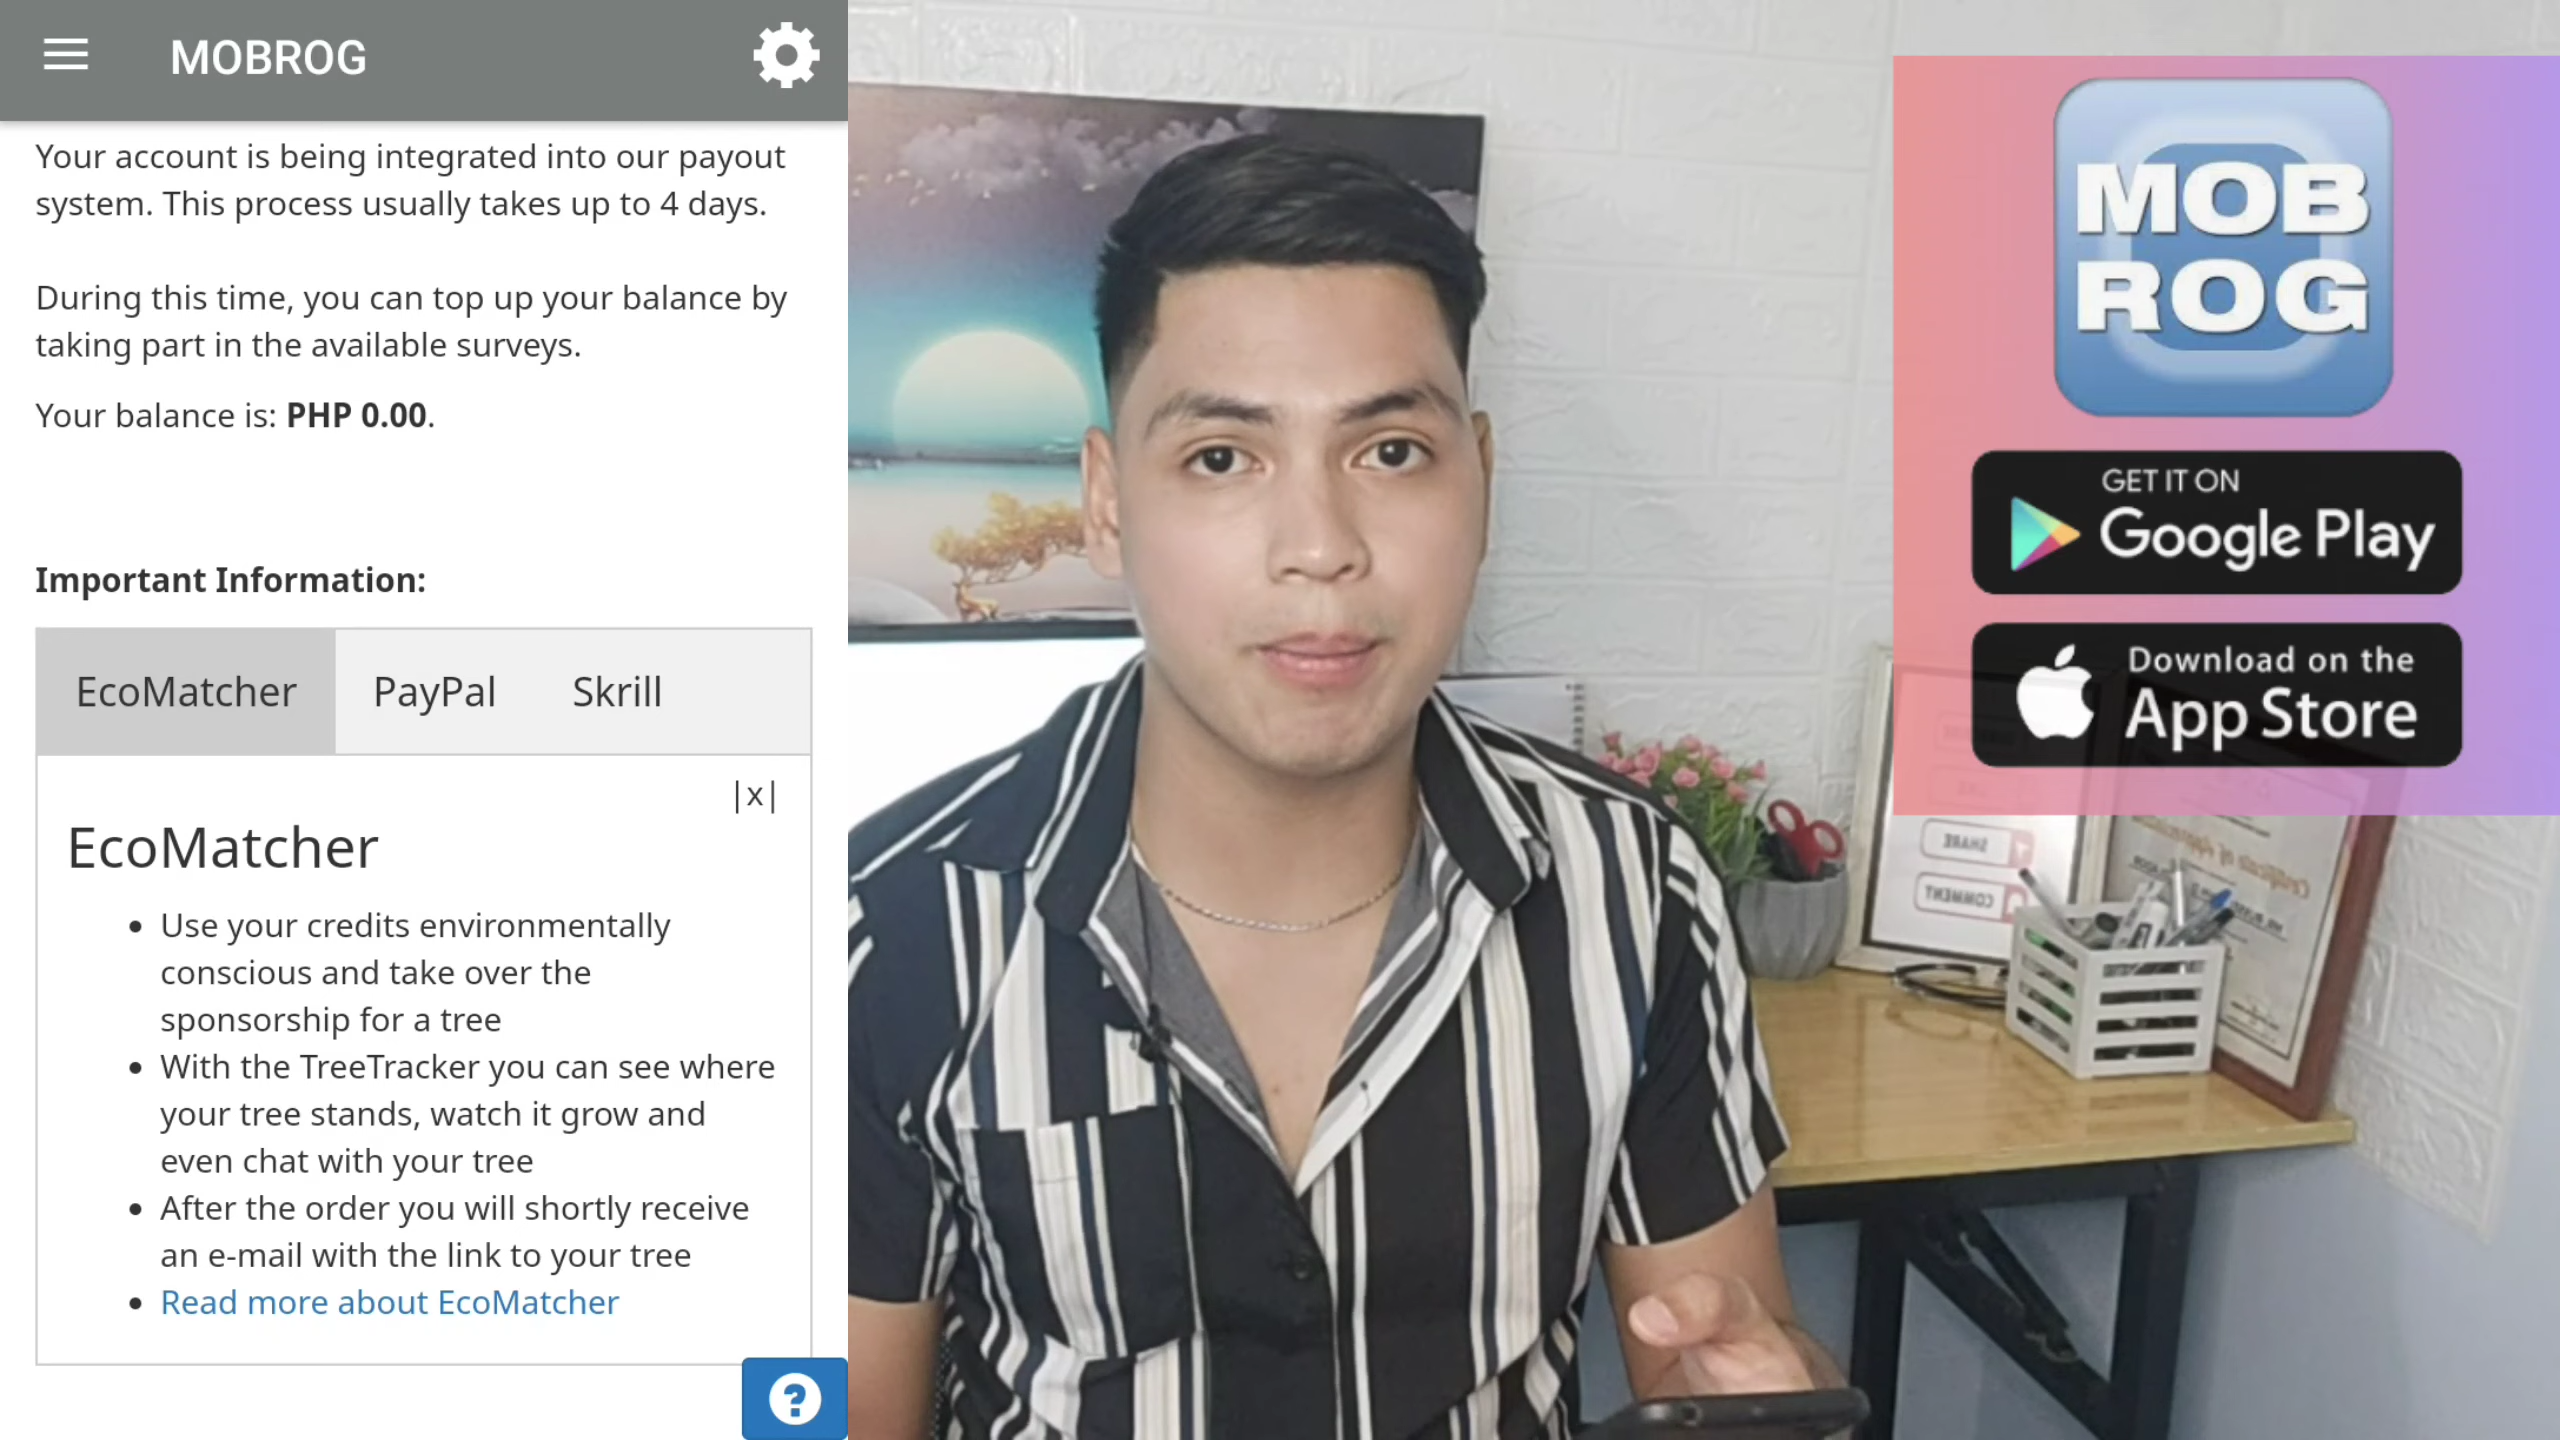 MOBROG
Your account is being integrated into our payout
system. This process usually takes up to 4 days.
During this time, you can top up your balance by
taking part in the available surveys.
Your balance is: PHP 0.00.
Important Information:
EcoMatcher PayPal Skrill
|x|
EcoMatcher
• Use your credits environmentally
conscious and take over the
sponsorship for a tree
• With the TreeTracker you can see where
your tree stands, watch it grow and
even chat with your tree
• After the order you will shortly receive
an e-mail with the link to your tree
• Read more about EcoMatcher
?
MOB
ROG
GET IT ON
Google Play
Download on the
App Store
SHARE
COMMENT